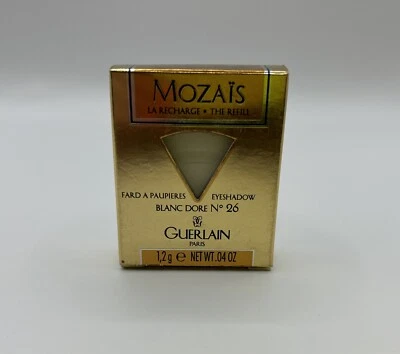 MOZAÏS
LA RECHARGE • THE REFILL
FARD A PAUPIERES EYESHADOW
BLANC DORE Nº 26
GUERLAIN
PARIS
1,2 g ℮ NET WT. .04 OZ